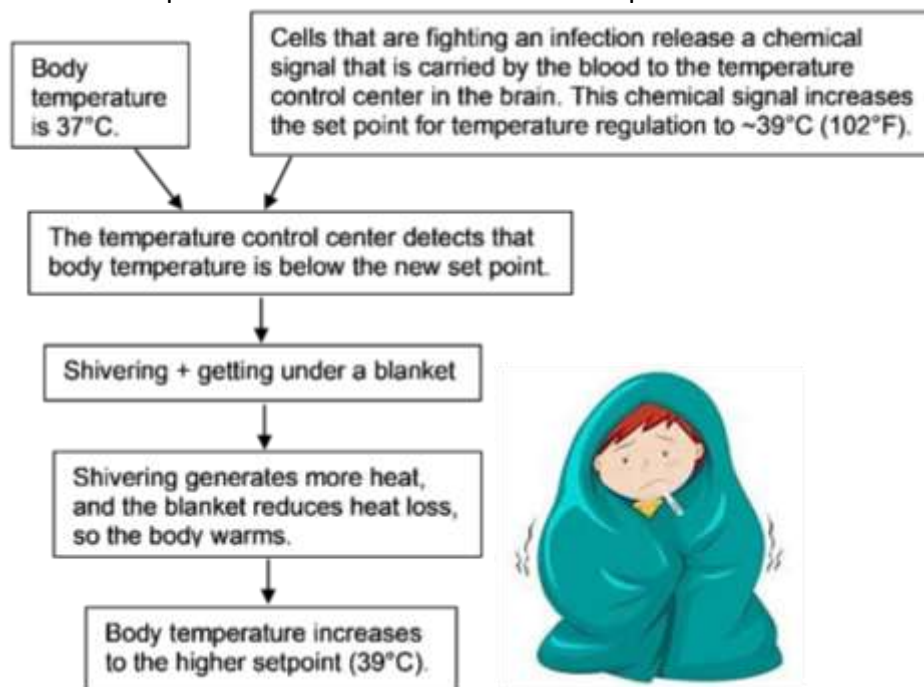 Body
temperature
is 37°C.
Cells that are fighting an infection release a chemical
signal that is carried by the blood to the temperature
control center in the brain. This chemical signal increases
the set point for temperature regulation to ~39°C (102°F).
The temperature control center detects that
body temperature is below the new set point.
Shivering + getting under a blanket
Shivering generates more heat,
and the blanket reduces heat loss,
so the body warms.
Body temperature increases
to the higher setpoint (39°C).